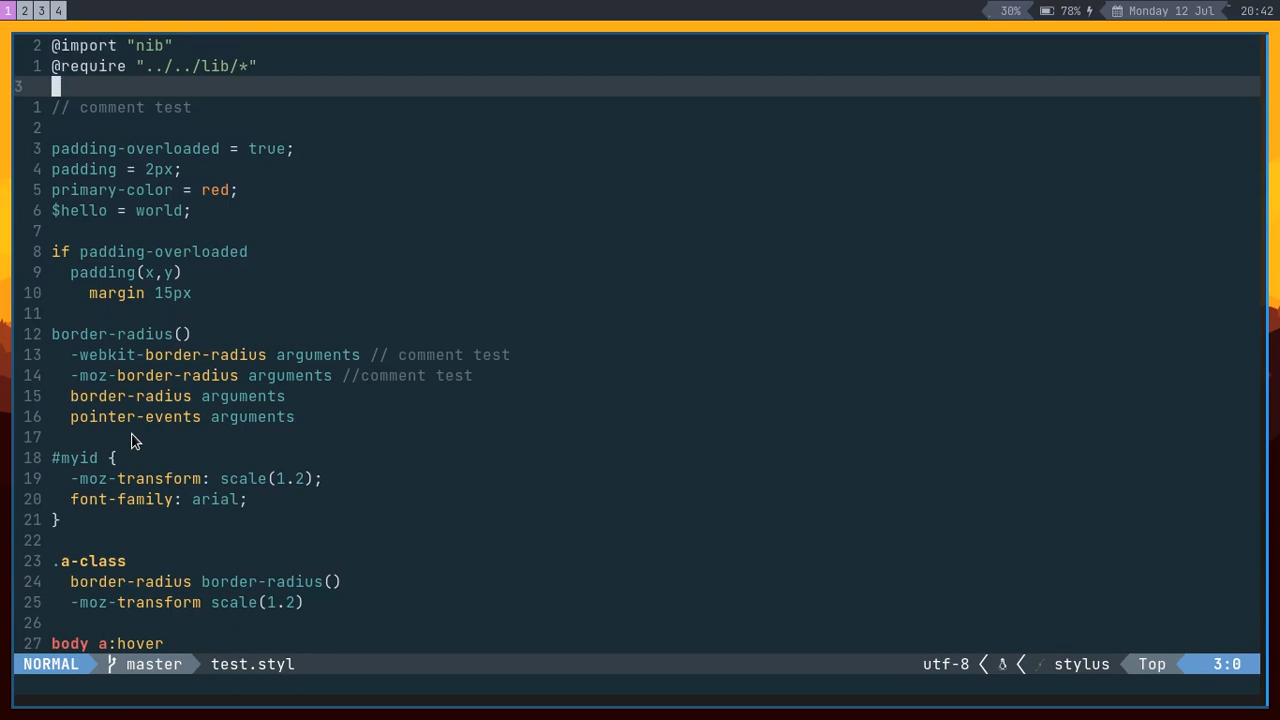 1 2 3 4 30% 78% Monday 12 Jul 20:42
2 @import "nib"
1 @require "../../lib/*"
3
1 // comment test
2
3 padding-overloaded = true;
4 padding = 2px;
5 primary-color = red;
6 $hello = world;
7
8 if padding-overloaded
9 padding(x,y)
10 margin 15px
11
12 border-radius()
13 -webkit-border-radius arguments // comment test
14 -moz-border-radius arguments //comment test
15 border-radius arguments
16 pointer-events arguments
17
18 #myid {
19 -moz-transform: scale(1.2);
20 font-family: arial;
21 }
22
23 .a-class
24 border-radius border-radius()
25 -moz-transform scale(1.2)
26
27 body a:hover
NORMAL master test.styl utf-8 stylus Top 3:0